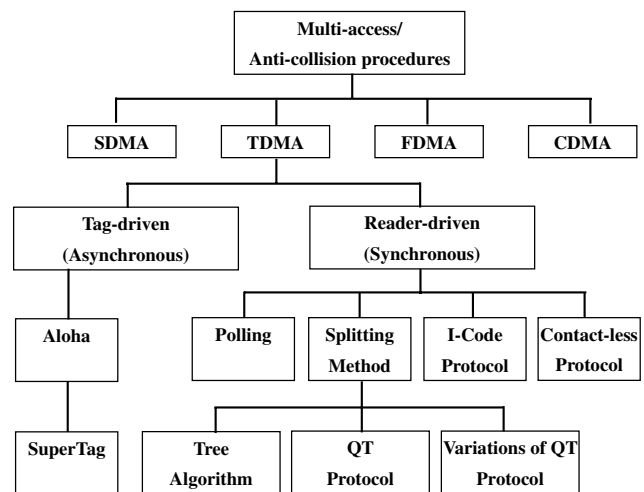 Multi-access/
Anti-collision procedures
SDMA
TDMA
FDMA
CDMA
Tag-driven
(Asynchronous)
Reader-driven
(Synchronous)
Aloha
Polling
Splitting
Method
I-Code
Protocol
Contact-less
Protocol
SuperTag
Tree
Algorithm
QT
Protocol
Variations of QT
Protocol